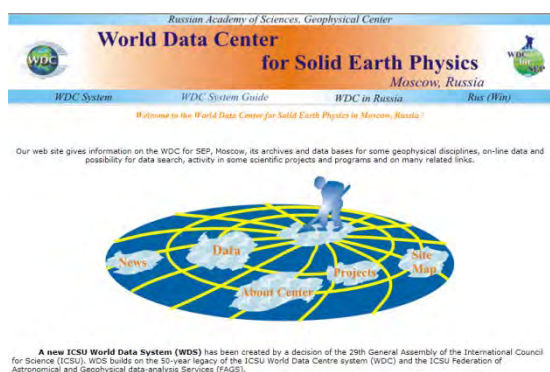 Russian Academy of Sciences, Geophysical Center
World Data Center
for Solid Earth Physics
Moscow, Russia
WDC
WDC
for
SEP
WDC System
WDC System Guide
WDC in Russia
Rus (Win)
Welcome to the World Data Center for Solid Earth Physics in Moscow, Russia !
Our web site gives information on the WDC for SEP, Moscow, its archives and data bases for some geophysical disciplines, on-line data and
possibility for data search, activity in some scientific projects and programs and on many related links.
News
Data
About Center
Projects
Site
Map
A new ICSU World Data System (WDS) has been created by a decision of the 29th General Assembly of the International Council
for Science (ICSU). WDS builds on the 50-year legacy of the ICSU World Data Centre system (WDC) and the ICSU Federation of
Astronomical and Geophysical data-analysis Services (FAGS).